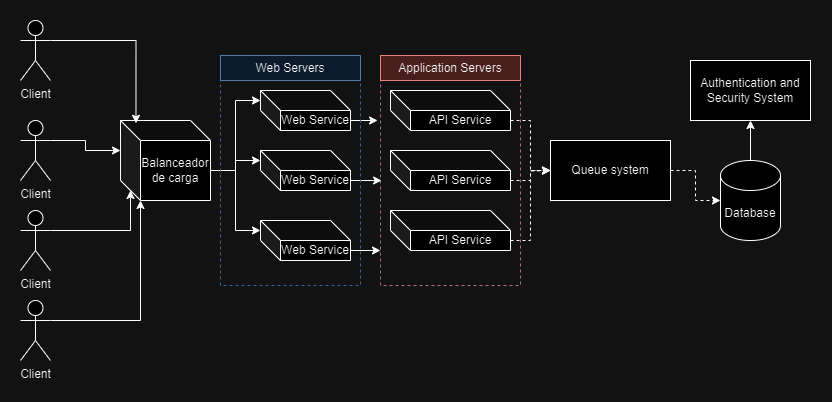 Client
Client
Client
Client
Balanceador
de carga
Web Servers
Web Service
Web Service
Web Service
Application Servers
API Service
API Service
API Service
Queue system
Authentication and
Security System
Database